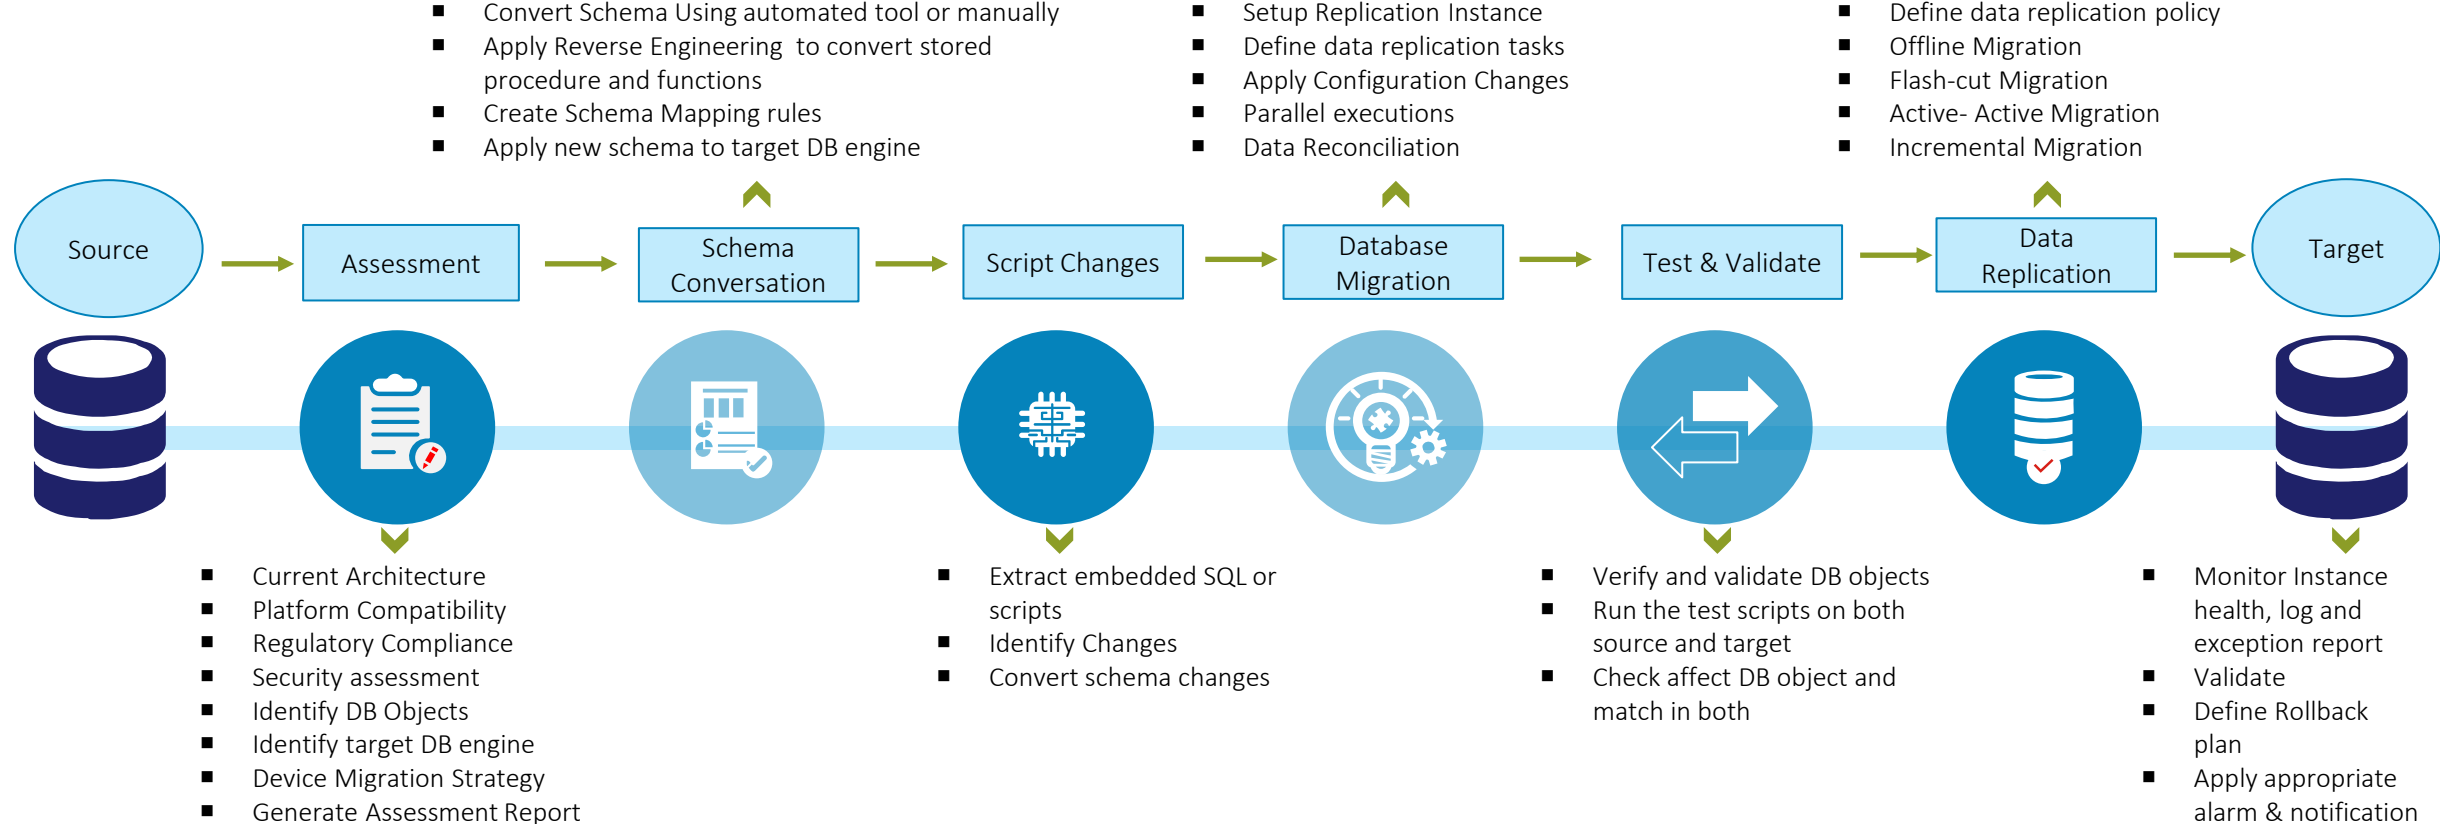 Convert Schema Using automated tool or manually
Apply Reverse Engineering to convert stored
procedure and functions
Create Schema Mapping rules
Apply new schema to target DB engine
Setup Replication Instance
Define data replication tasks
Apply Configuration Changes
Parallel executions
Data Reconciliation
Define data replication policy
Offline Migration
Flash-cut Migration
Active- Active Migration
Incremental Migration
Source
Assessment
Schema
Conversation
Script Changes
Database
Migration
Test & Validate
Data
Replication
Target
Current Architecture
Platform Compatibility
Regulatory Compliance
Security assessment
Identify DB Objects
Identify target DB engine
Device Migration Strategy
Generate Assessment Report
Extract embedded SQL or
scripts
Identify Changes
Convert schema changes
Verify and validate DB objects
Run the test scripts on both
source and target
Check affect DB object and
match in both
Monitor Instance
health, log and
exception report
Validate
Define Rollback
plan
Apply appropriate
alarm & notification